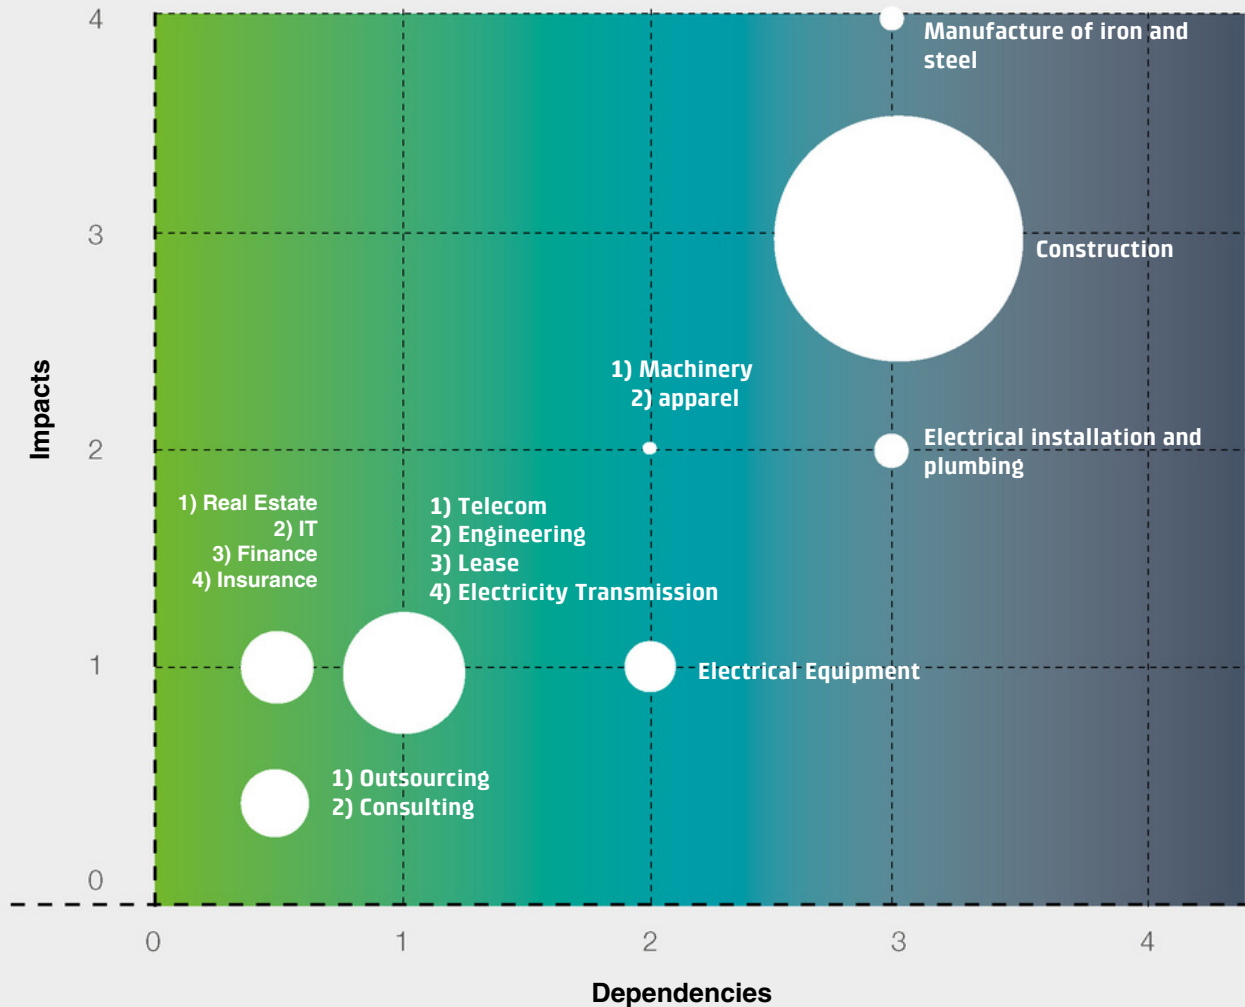 4
Manufacture of iron and
steel
3
Construction
1) Machinery
2) apparel
Impacts
2
Electrical installation and
plumbing
1) Real Estate
2) IT
3) Finance
4) Insurance
1) Telecom
2) Engineering
3) Lease
4) Electricity Transmission
1
Electrical Equipment
1) Outsourcing
2) Consulting
0
0 1 2 3 4
Dependencies